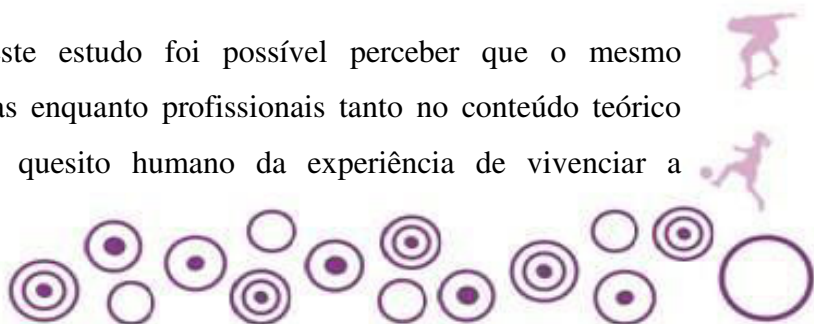 ste estudo foi possível perceber que o mesmo
as enquanto profissionais tanto no conteúdo teórico
quesito humano da experiência de vivenciar a